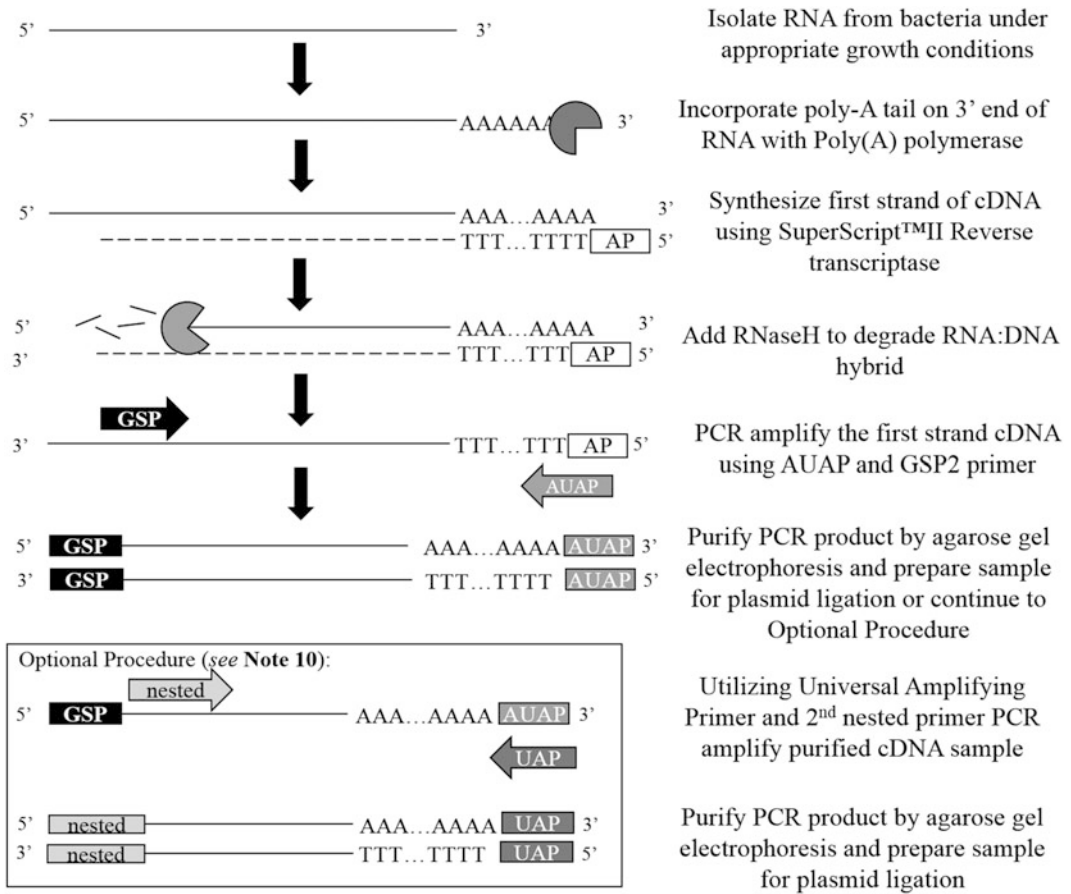 5’ 3’
Isolate RNA from bacteria under
appropriate growth conditions
5’ AAAAAA 3’
Incorporate poly-A tail on 3’ end of
RNA with Poly(A) polymerase
5’ 3’
AAA…AAAA
TTT…TTTT AP 5’
Synthesize first strand of cDNA
using SuperScript™II Reverse
transcriptase
5’ AAA…AAAA 3’
3’ TTT…TTT AP 5’
Add RNaseH to degrade RNA:DNA
hybrid
GSP
3’ TTT…TTT AP 5’
AUAP
PCR amplify the first strand cDNA
using AUAP and GSP2 primer
5’ GSP AAA…AAAA AUAP 3’
3’ GSP TTT…TTTT AUAP 5’
Purify PCR product by agarose gel
electrophoresis and prepare sample
for plasmid ligation or continue to
Optional Procedure
Optional Procedure (see Note 10):
nested
5’ GSP AAA…AAAA AUAP 3’
UAP
Utilizing Universal Amplifying
Primer and 2nd nested primer PCR
amplify purified cDNA sample
5’ nested AAA…AAAA UAP 3’
3’ nested TTT…TTTT UAP 5’
Purify PCR product by agarose gel
electrophoresis and prepare sample
for plasmid ligation